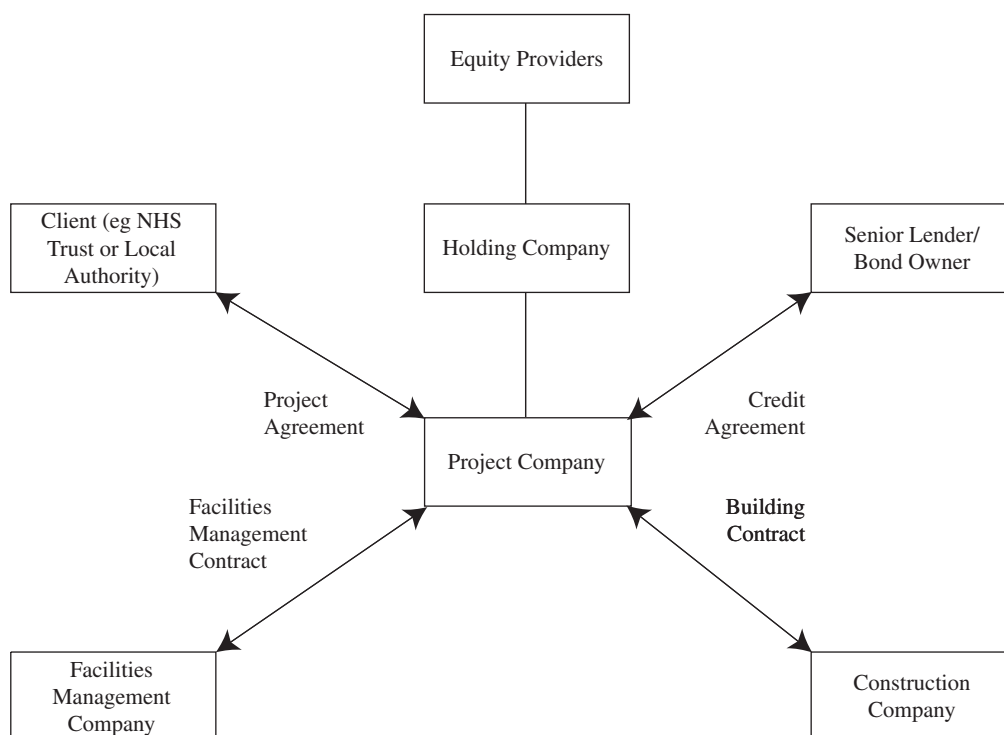 Equity Providers
Client (eg NHS
Trust or Local
Authority)
Holding Company
Senior Lender/
Bond Owner
Project
Agreement
Credit
Agreement
Project Company
Facilities
Management
Contract
Building
Contract
Facilities
Management
Company
Construction
Company